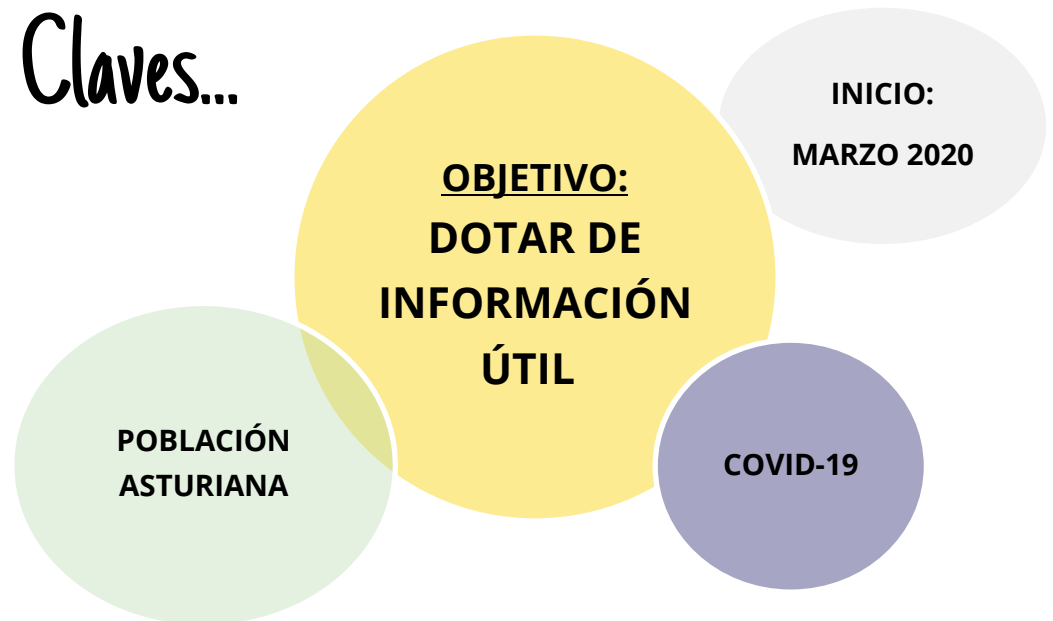 Claves...
OBJETIVO:
DOTAR DE
INFORMACIÓN
ÚTIL
INICIO:
MARZO 2020
POBLACIÓN
ASTURIANA
COVID-19